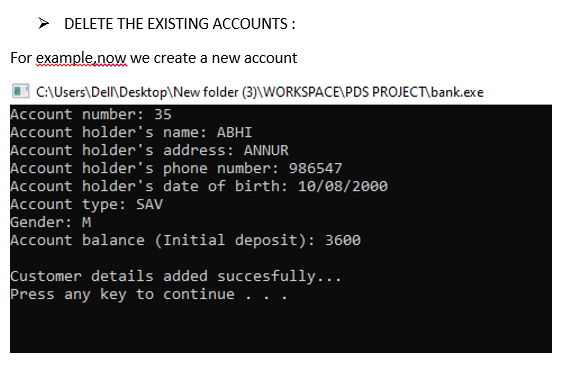 ➤ DELETE THE EXISTING ACCOUNTS :
For example,now we create a new account
C:\Users\Dell\Desktop\New folder (3)\WORKSPACE\PDS PROJECT\bank.exe
Account number: 35
Account holder's name: ABHI
Account holder's address: ANNUR
Account holder's phone number: 986547
Account holder's date of birth: 10/08/2000
Account type: SAV
Gender: M
Account balance (Initial deposit): 3600
Customer details added succesfully...
Press any key to continue . . .